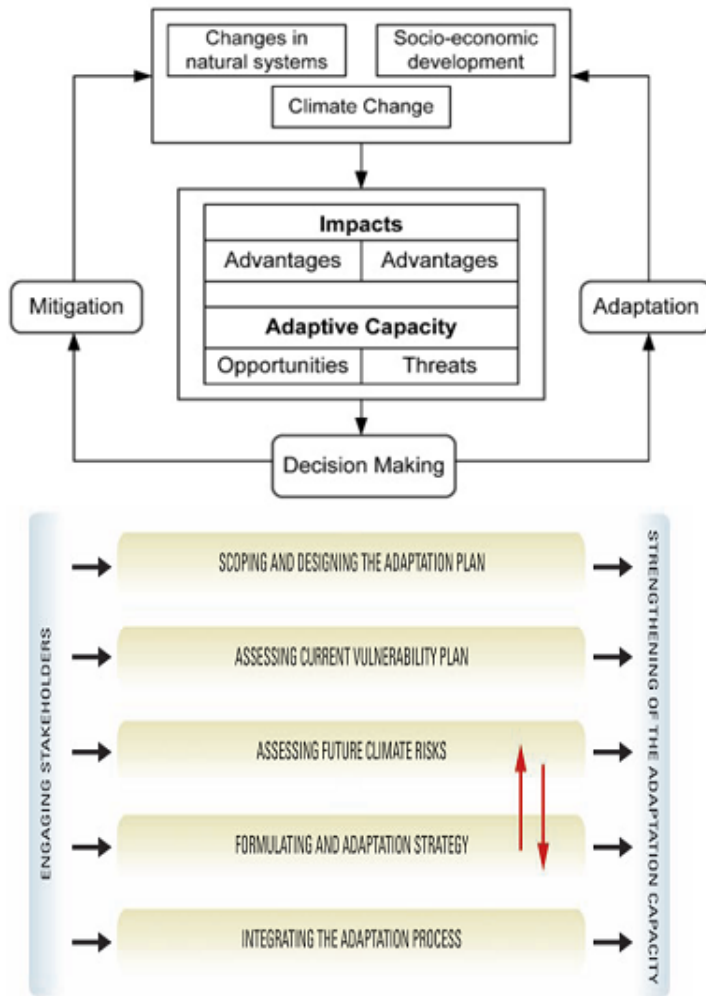 Changes in
natural systems
Socio-economic
development
Climate Change
Impacts
Advantages
Advantages
Mitigation
Adaptation
Adaptive Capacity
Opportunities
Threats
Decision Making
ENGAGING STAKEHOLDERS
SCOPING AND DESIGNING THE ADAPTATION PLAN
ASSESSING CURRENT VULNERABILITY PLAN
ASSESSING FUTURE CLIMATE RISKS
FORMULATING AND ADAPTATION STRATEGY
INTEGRATING THE ADAPTATION PROCESS
STRENGTHENING OF THE ADAPTATION CAPACITY